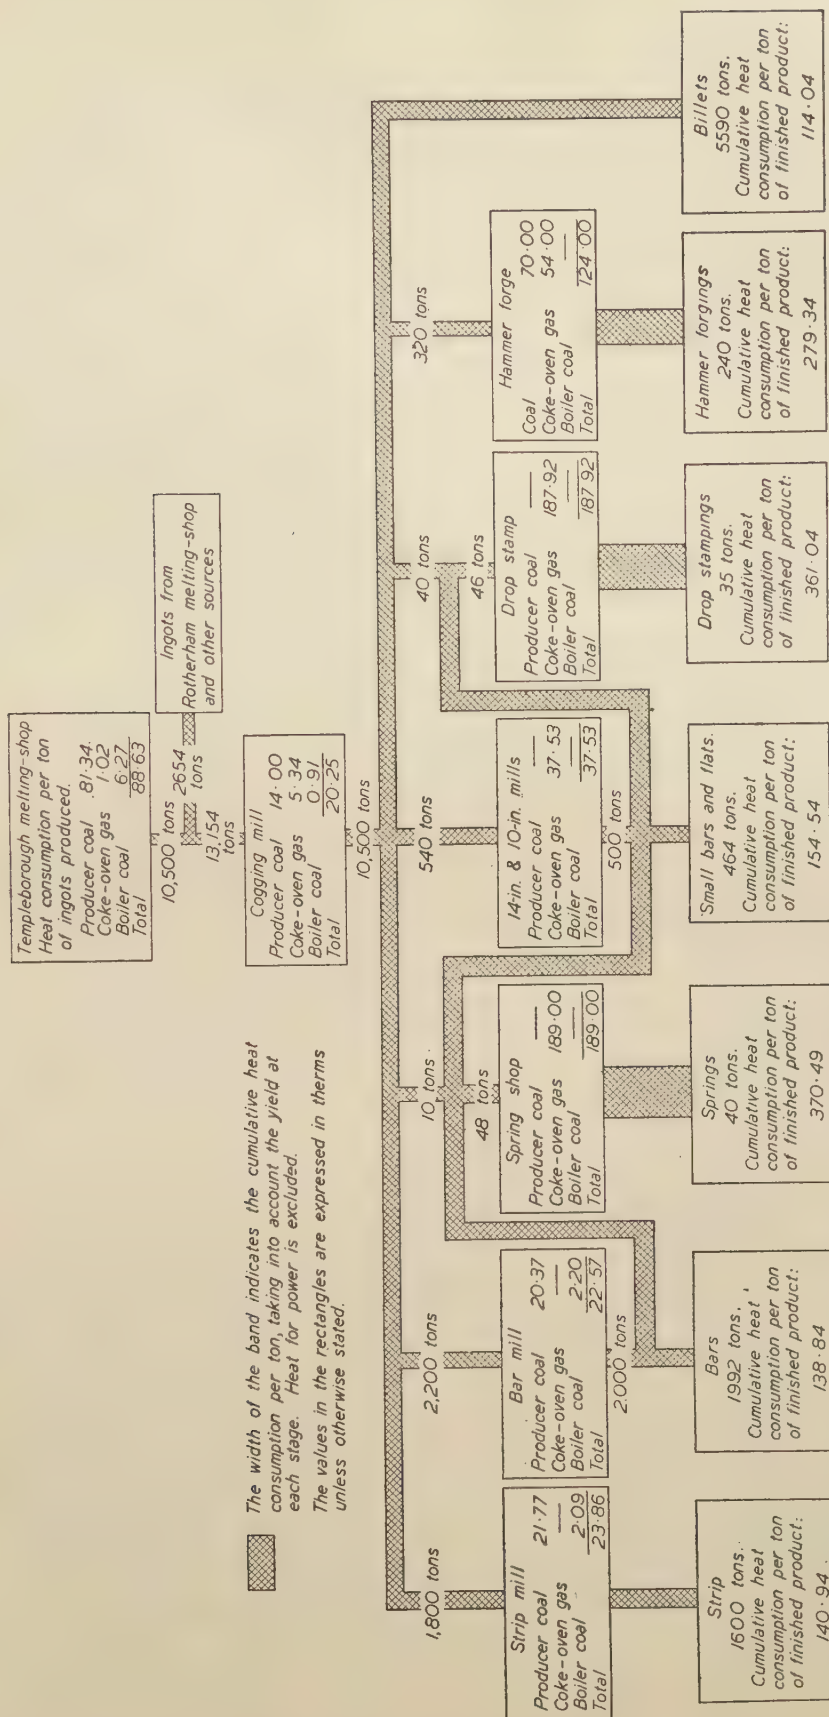 Templeborough melting-shop
Heat consumption per ton
of ingots produced.
Producer coal 81·34.
Coke-oven gas 1·02
Boiler coal 6·27
Total 88·63
10,500 tons
2654
tons
Ingots from
Rotherham melting-shop
and other sources
13,154
tons
Cogging mill
Producer coal 14·00
Coke-oven gas 5·34
Boiler coal 0·91
Total 20·25
10,500 tons
The width of the band indicates the cumulative heat
consumption per ton, taking into account the yield at
each stage. Heat for power is excluded.
The values in the rectangles are expressed in therms
unless otherwise stated.
1,800 tons
2,200 tons
10 tons
48 tons
540 tons
40 tons
46 tons
320 tons
Strip mill
Producer coal 21·77
Coke-oven gas —
Boiler coal 2·09
Total 23·86
Bar mill
Producer coal 20·37
Coke-oven gas —
Boiler coal 2·20
Total 22·57
2,000 tons
Spring shop
Producer coal —
Coke-oven gas 189·00
Boiler coal —
Total 189·00
14-in. & 10-in. mills
Producer coal —
Coke-oven gas 37·53
Boiler coal —
Total 37·53
500 tons
Drop stamp
Producer coal —
Coke-oven gas 187·92
Boiler coal —
Total 187·92
Hammer forge
Coal 70·00
Coke-oven gas 54·00
Boiler coal —
Total 124·00
Strip
1600 tons.
Cumulative heat
consumption per ton
of finished product:
140·94
Bars
1992 tons.
Cumulative heat
consumption per ton
of finished product:
138·84
Springs
40 tons.
Cumulative heat
consumption per ton
of finished product:
370·49
Small bars and flats.
464 tons.
Cumulative heat
consumption per ton
of finished product:
154·54
Drop stampings
35 tons.
Cumulative heat
consumption per ton
of finished product:
361·04
Hammer forgings
240 tons.
Cumulative heat
consumption per ton
of finished product:
279·34
Billets
5590 tons.
Cumulative heat
consumption per ton
of finished product:
114·04